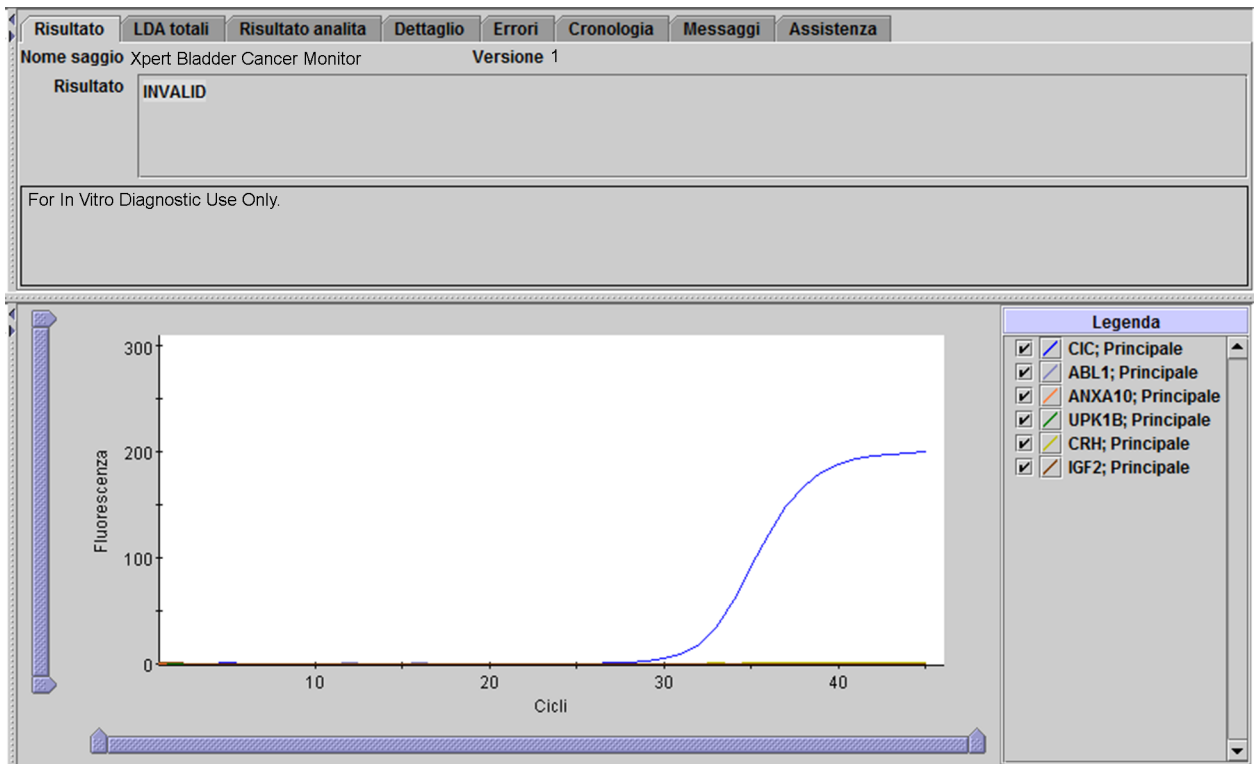 Risultato LDA totali Risultato analita Dettaglio Errori Cronologia Messaggi Assistenza
Nome saggio Xpert Bladder Cancer Monitor Versione 1
Risultato INVALID
For In Vitro Diagnostic Use Only.
Legenda
CIC; Principale
ABL1; Principale
ANXA10; Principale
UPK1B; Principale
CRH; Principale
IGF2; Principale
300
200
100
0
Fluorescenza
10 20 30 40
Cicli